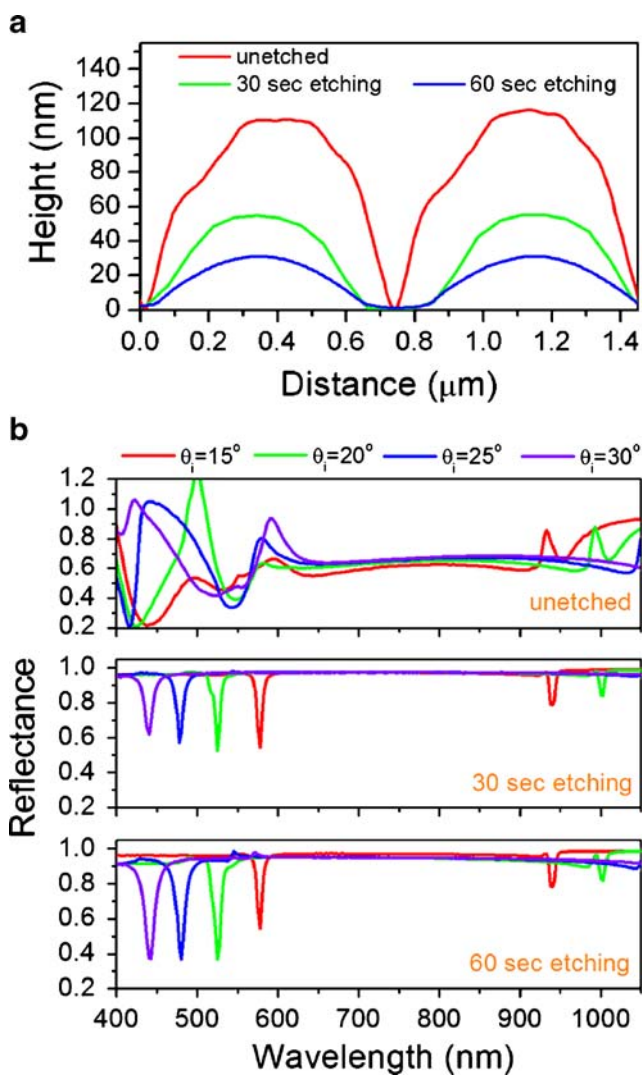 a
unetched
30 sec etching 60 sec etching
Height (nm)
140
120
100
80
60
40
20
0
0.0 0.2 0.4 0.6 0.8 1.0 1.2 1.4
Distance (μm)
b
θi=15° θi=20° θi=25° θi=30°
Reflectance
1.2
1.0
0.8
0.6
0.4
0.2
unetched
1.0
0.8
0.6
0.4
0.2
30 sec etching
1.0
0.8
0.6
0.4
0.2
60 sec etching
400 500 600 700 800 900 1000
Wavelength (nm)